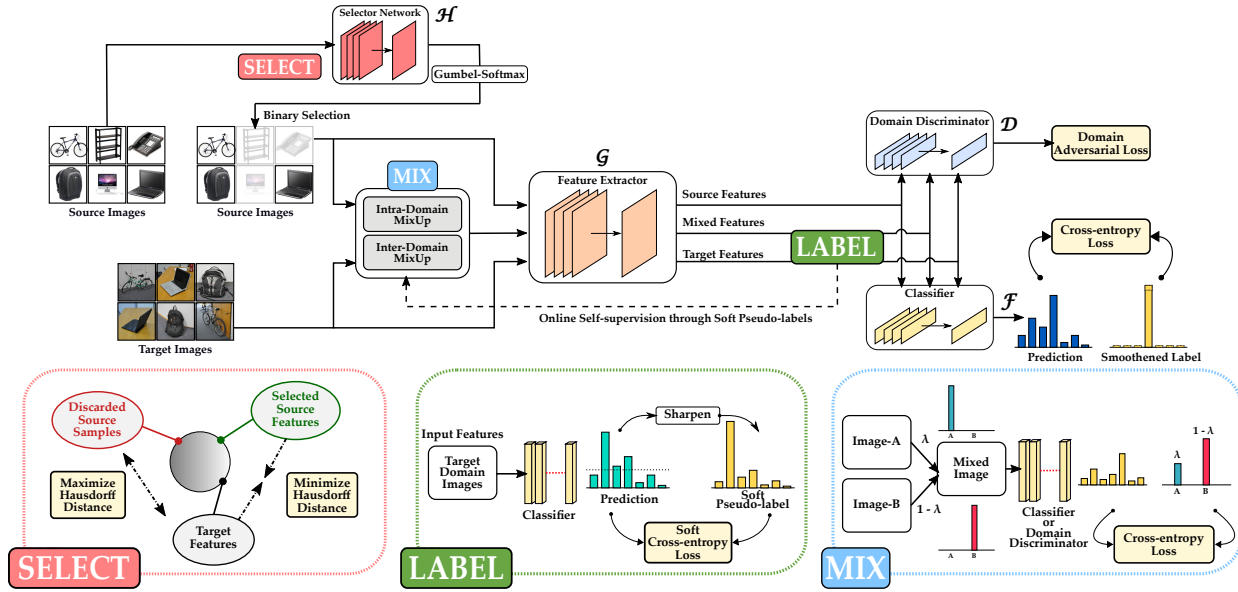 Selector Network
H
SELECT
Gumbel-Softmax
Binary Selection
Source Images
Source Images
Target Images
MIX
Intra-Domain
MixUp
Inter-Domain
MixUp
G
Feature Extractor
Source Features
Mixed Features
Target Features
LABEL
Online Self-supervision through Soft Pseudo-labels
Domain Discriminator
D
Domain
Adversarial Loss
Cross-entropy
Loss
Classifier
F
Prediction
Smoothened Label
Discarded
Source
Samples
Selected
Source
Features
Maximize
Hausdorff
Distance
Minimize
Hausdorff
Distance
Target
Features
SELECT
Input Features
Target
Domain
Images
Classifier
Prediction
Sharpen
Soft
Pseudo-label
Soft
Cross-entropy
Loss
LABEL
Image-A
Image-B
λ
1 - λ
A B
Mixed
Image
A B
Classifier
or
Domain
Discriminator
λ
1 - λ
A B
Cross-entropy
Loss
MIX